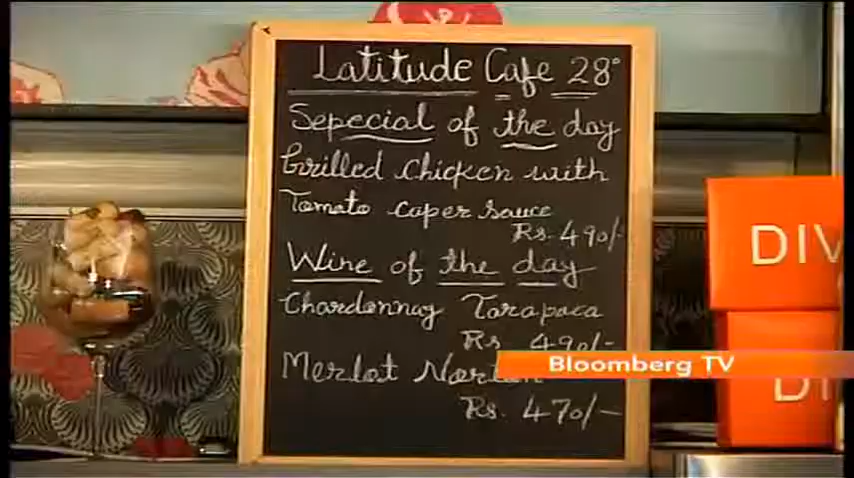 Latitude Cafe 28°
Sepecial of the day
Grilled Chicken with
Tomato caper sauce
Rs. 490/-
Wine of the day
Chardonnay Tarapaca
Rs 490/-
Merlot
Rs. 470/-
Bloomberg TV
DIV
DI